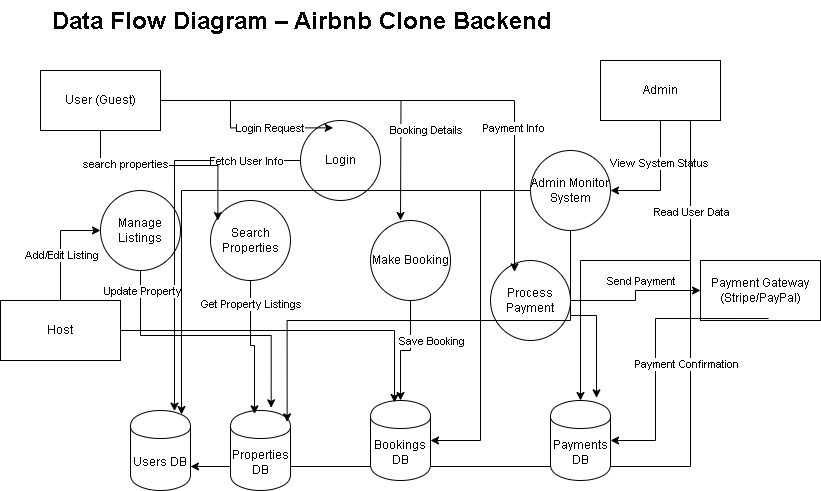 Data Flow Diagram – Airbnb Clone Backend
User (Guest)
Admin
Login Request
Booking Details
Payment Info
search properties
Fetch User Info
Login
View System Status
Admin Monitor
System
Read User Data
Manage
Listings
Search
Properties
Add/Edit Listing
Make Booking
Update Property
Get Property Listings
Process
Payment
Send Payment
Payment Gateway
(Stripe/PayPal)
Host
Save Booking
Payment Confirmation
Users DB
Properties
DB
Bookings
DB
Payments
DB